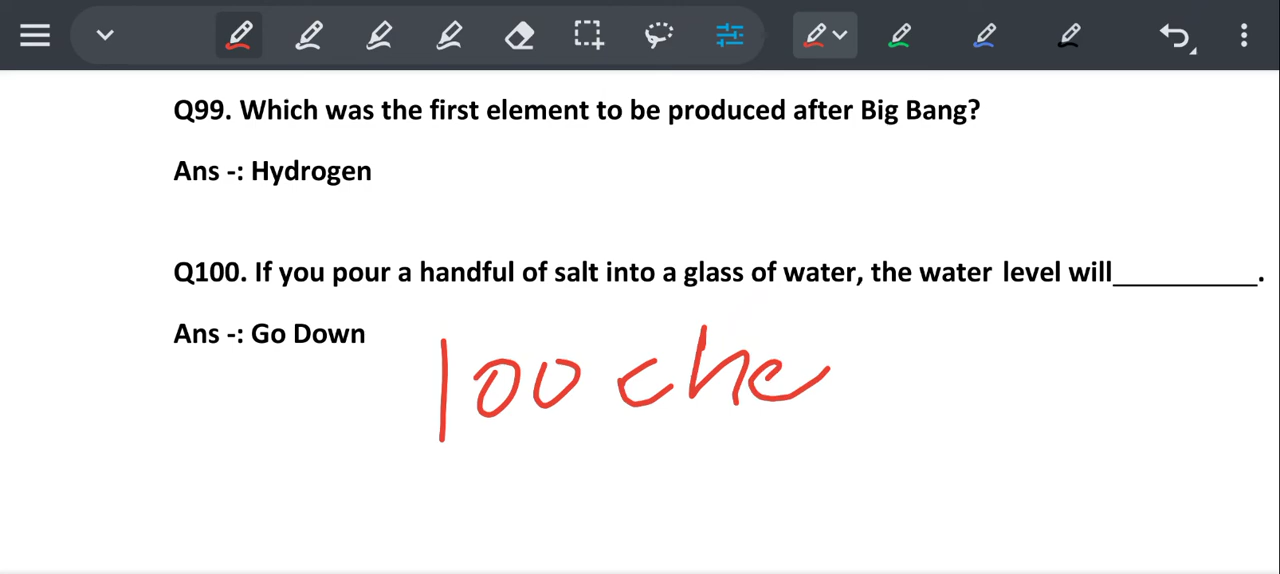 Q99. Which was the first element to be produced after Big Bang?
Ans -: Hydrogen
Q100. If you pour a handful of salt into a glass of water, the water level will__________.
Ans -: Go Down
100 che